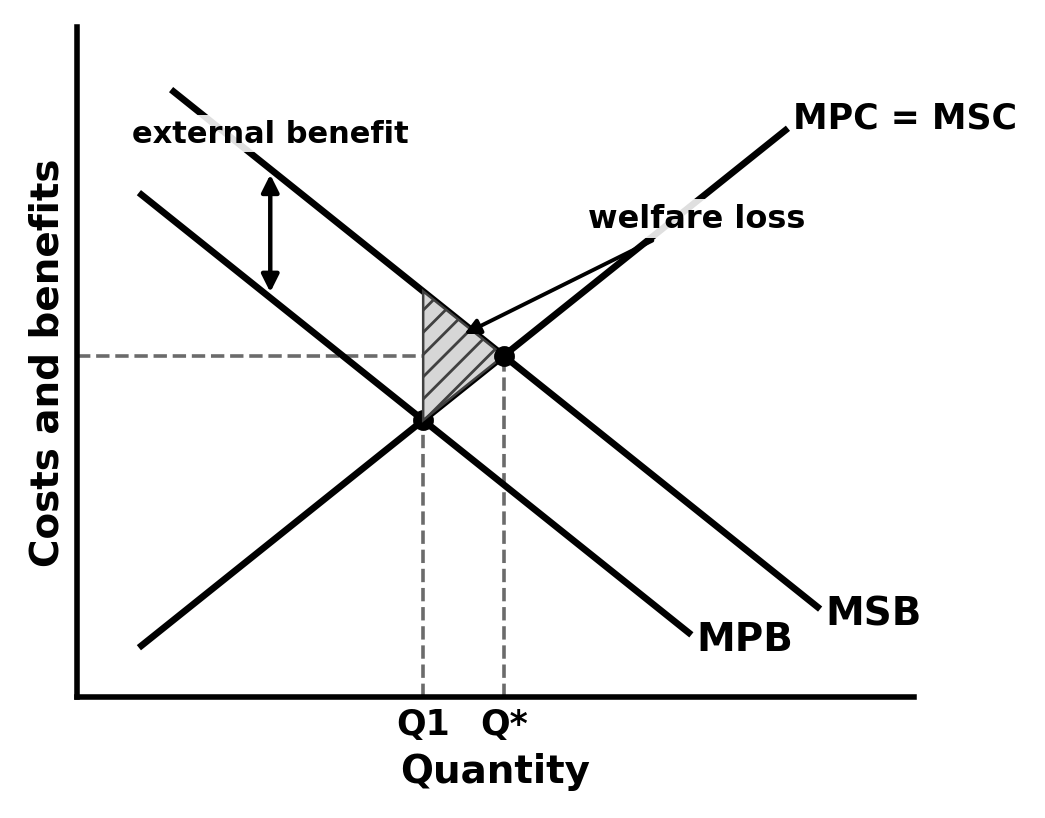 MPC = MSC
external benefit
welfare loss
Costs and benefits
MSB
MPB
Q1
Q*
Quantity